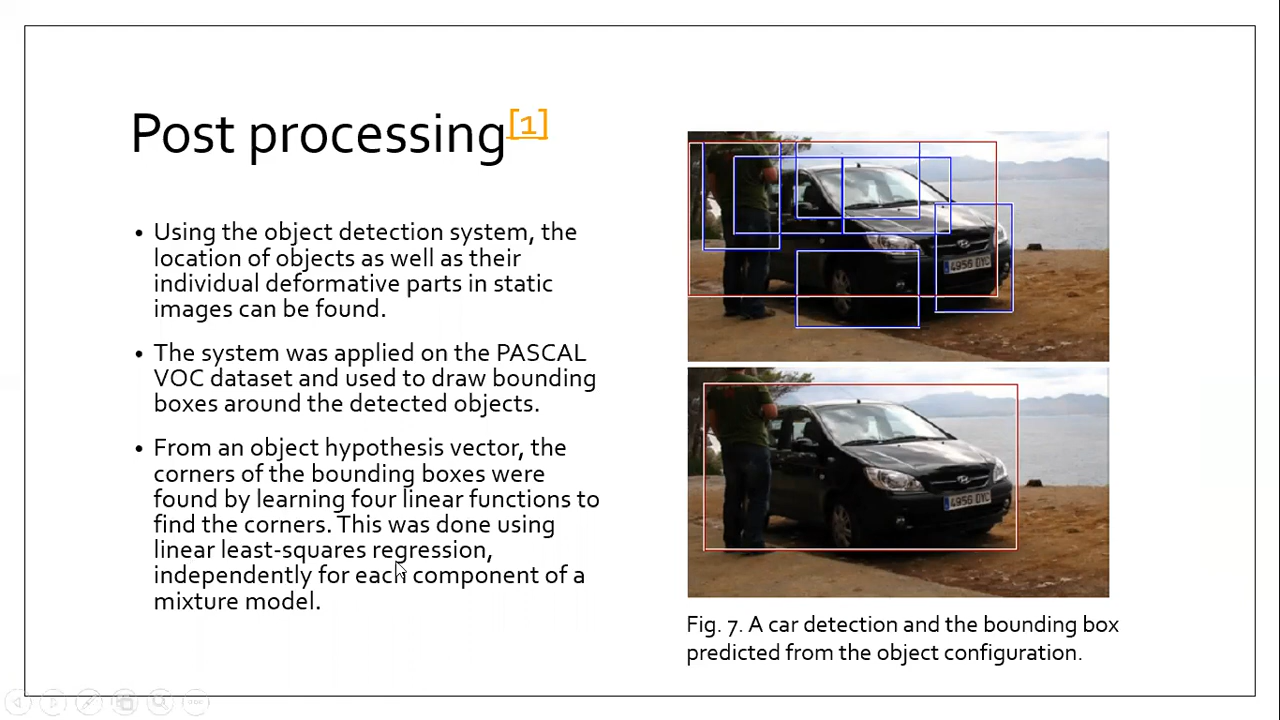 Post processing[1]
• Using the object detection system, the
location of objects as well as their
individual deformative parts in static
images can be found.
• The system was applied on the PASCAL
VOC dataset and used to draw bounding
boxes around the detected objects.
• From an object hypothesis vector, the
corners of the bounding boxes were
found by learning four linear functions to
find the corners. This was done using
linear least-squares regression,
independently for each component of a
mixture model.
4956 DYC
4956 DYC
Fig. 7. A car detection and the bounding box
predicted from the object configuration.